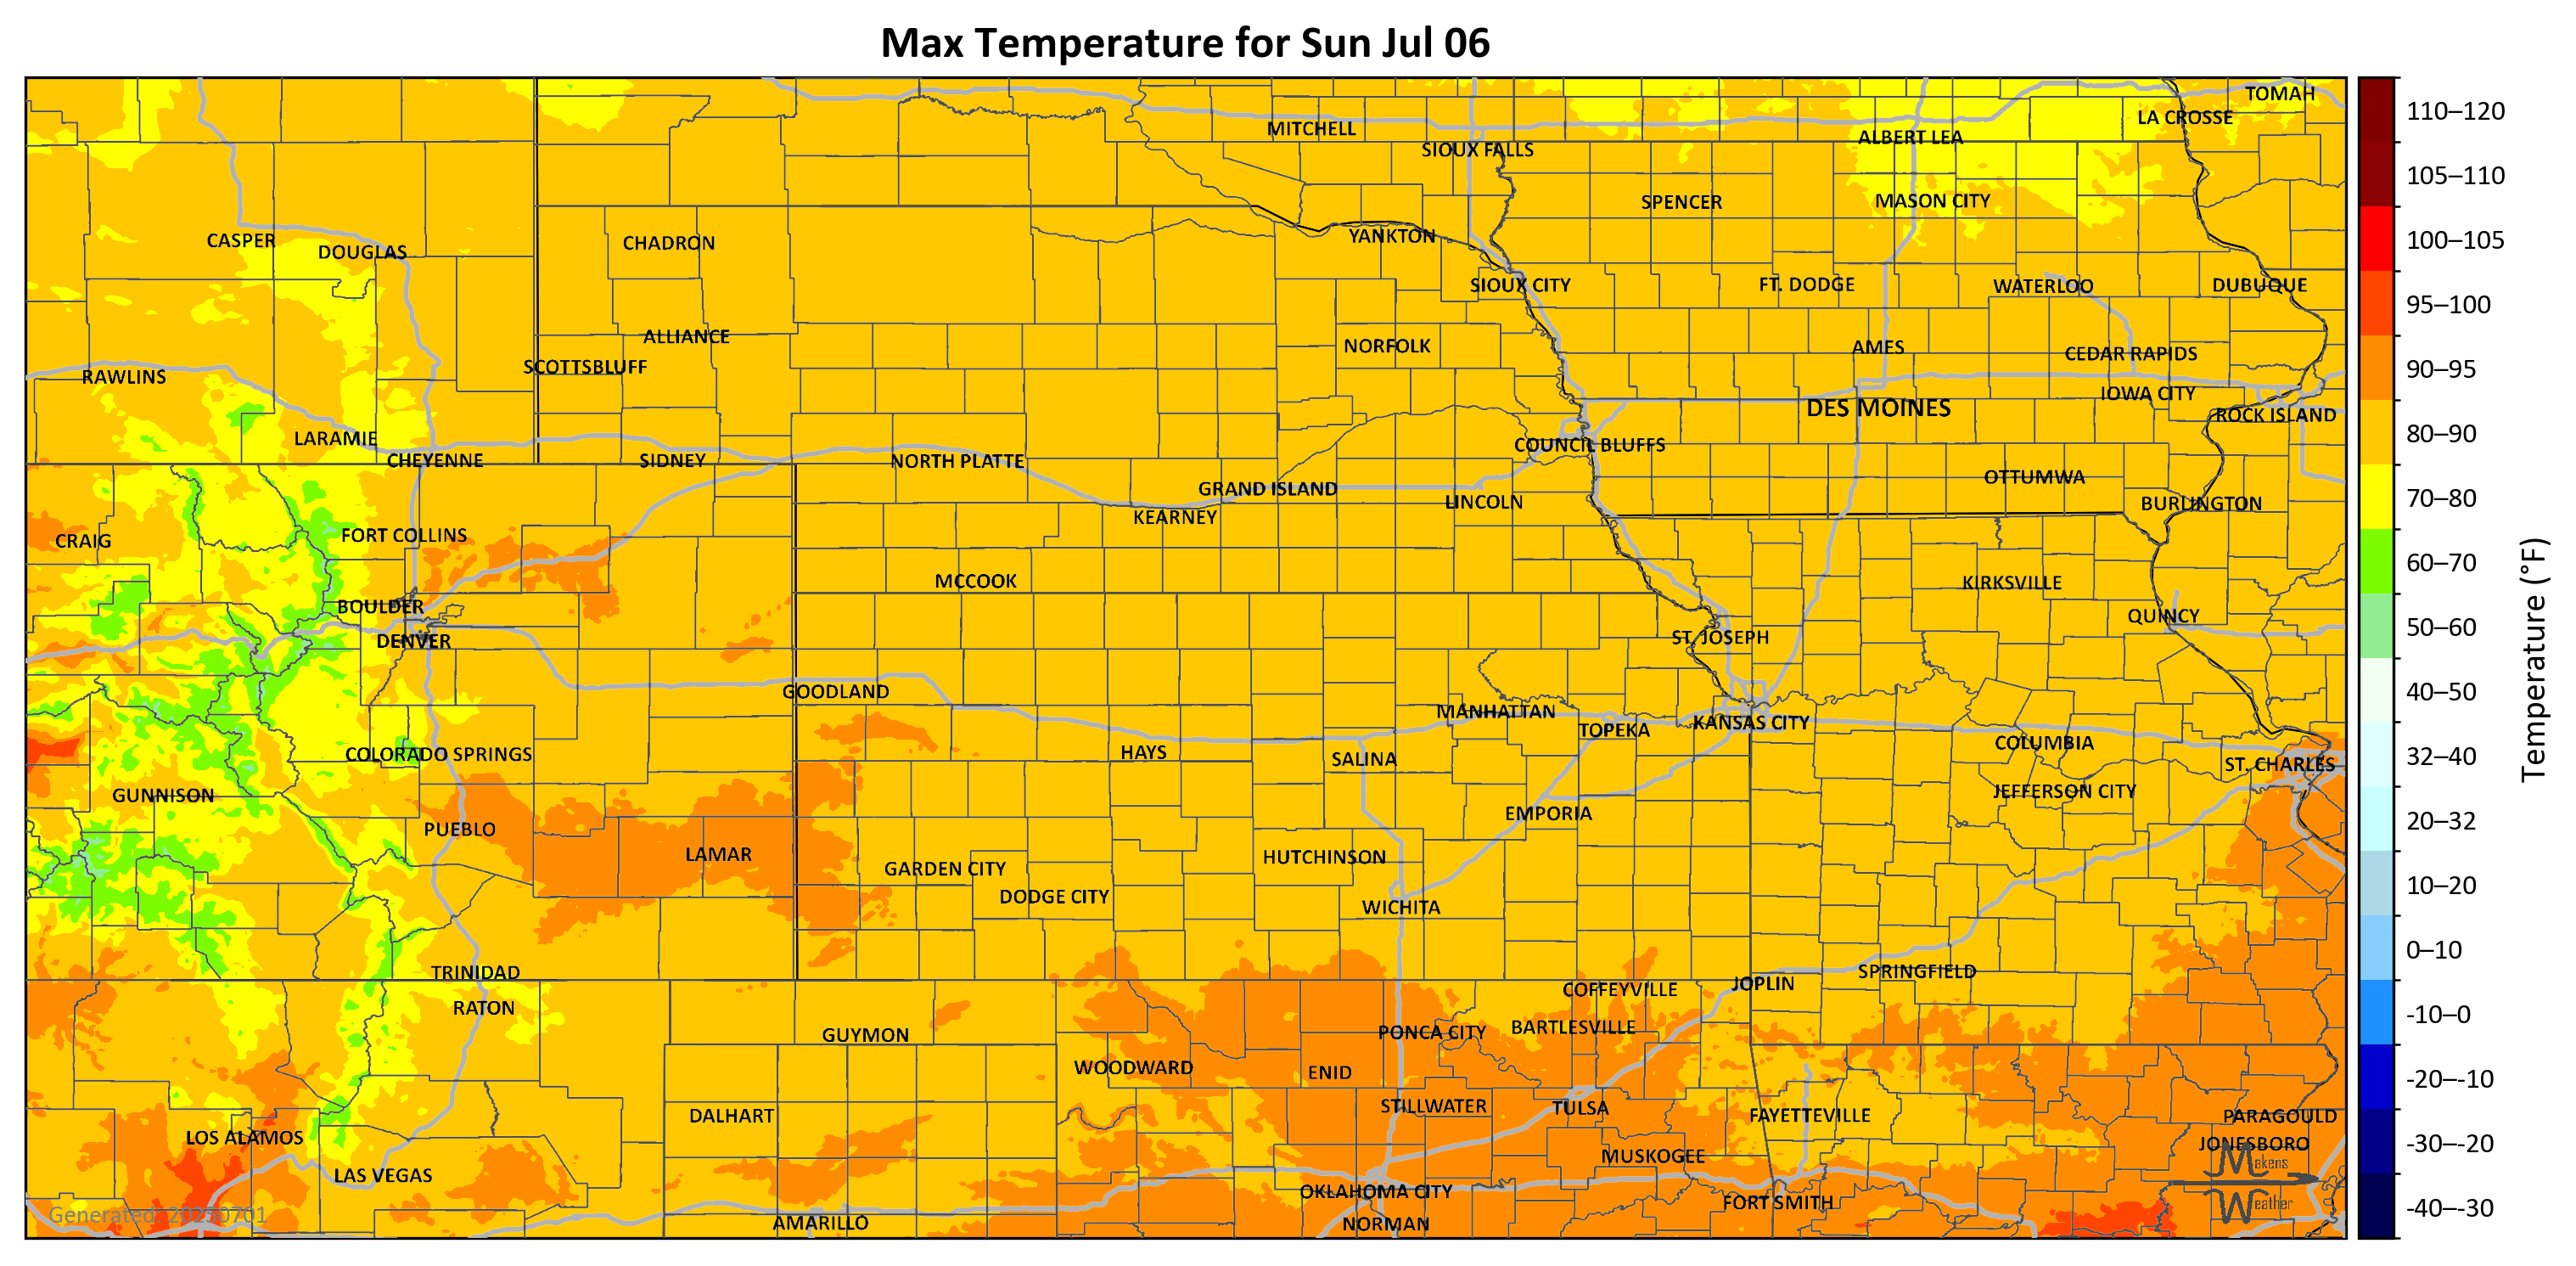 Max Temperature for Sun Jul 06
TOMAH
LA CROSSE
MITCHELL
ALBERT LEA
SIOUX FALLS
SPENCER
MASON CITY
YANKTON
CASPER
DOUGLAS
CHADRON
SIOUX CITY
FT. DODGE
WATERLOO
DUBUQUE
ALLIANCE
NORFOLK
AMES
CEDAR RAPIDS
SCOTTSBLUFF
RAWLINS
IOWA CITY
DES MOINES
ROCK ISLAND
LARAMIE
COUNCIL BLUFFS
CHEYENNE
SIDNEY
NORTH PLATTE
OTTUMWA
GRAND ISLAND
LINCOLN
BURLINGTON
KEARNEY
FORT COLLINS
CRAIG
MCCOOK
KIRKSVILLE
BOULDER
QUINCY
DENVER
ST. JOSEPH
GOODLAND
MANHATTAN
TOPEKA
KANSAS CITY
COLUMBIA
COLORADO SPRINGS
HAYS
SALINA
ST. CHARLES
GUNNISON
JEFFERSON CITY
EMPORIA
PUEBLO
LAMAR
HUTCHINSON
GARDEN CITY
DODGE CITY
WICHITA
TRINIDAD
SPRINGFIELD
JOPLIN
COFFEYVILLE
RATON
GUYMON
PONCA CITY
BARTLESVILLE
WOODWARD
ENID
STILLWATER
TULSA
DALHART
FAYETTEVILLE
PARAGOULD
LOS ALAMOS
JONESBORO
MUSKOGEE
LAS VEGAS
OKLAHOMA CITY
FORT SMITH
AMARILLO
NORMAN
Generated: 20250701
Makens
Weather
110–120
105–110
100–105
95–100
90–95
80–90
70–80
60–70
50–60
40–50
32–40
20–32
10–20
0–10
-10–0
-20–-10
-30–-20
-40–-30
Temperature (°F)